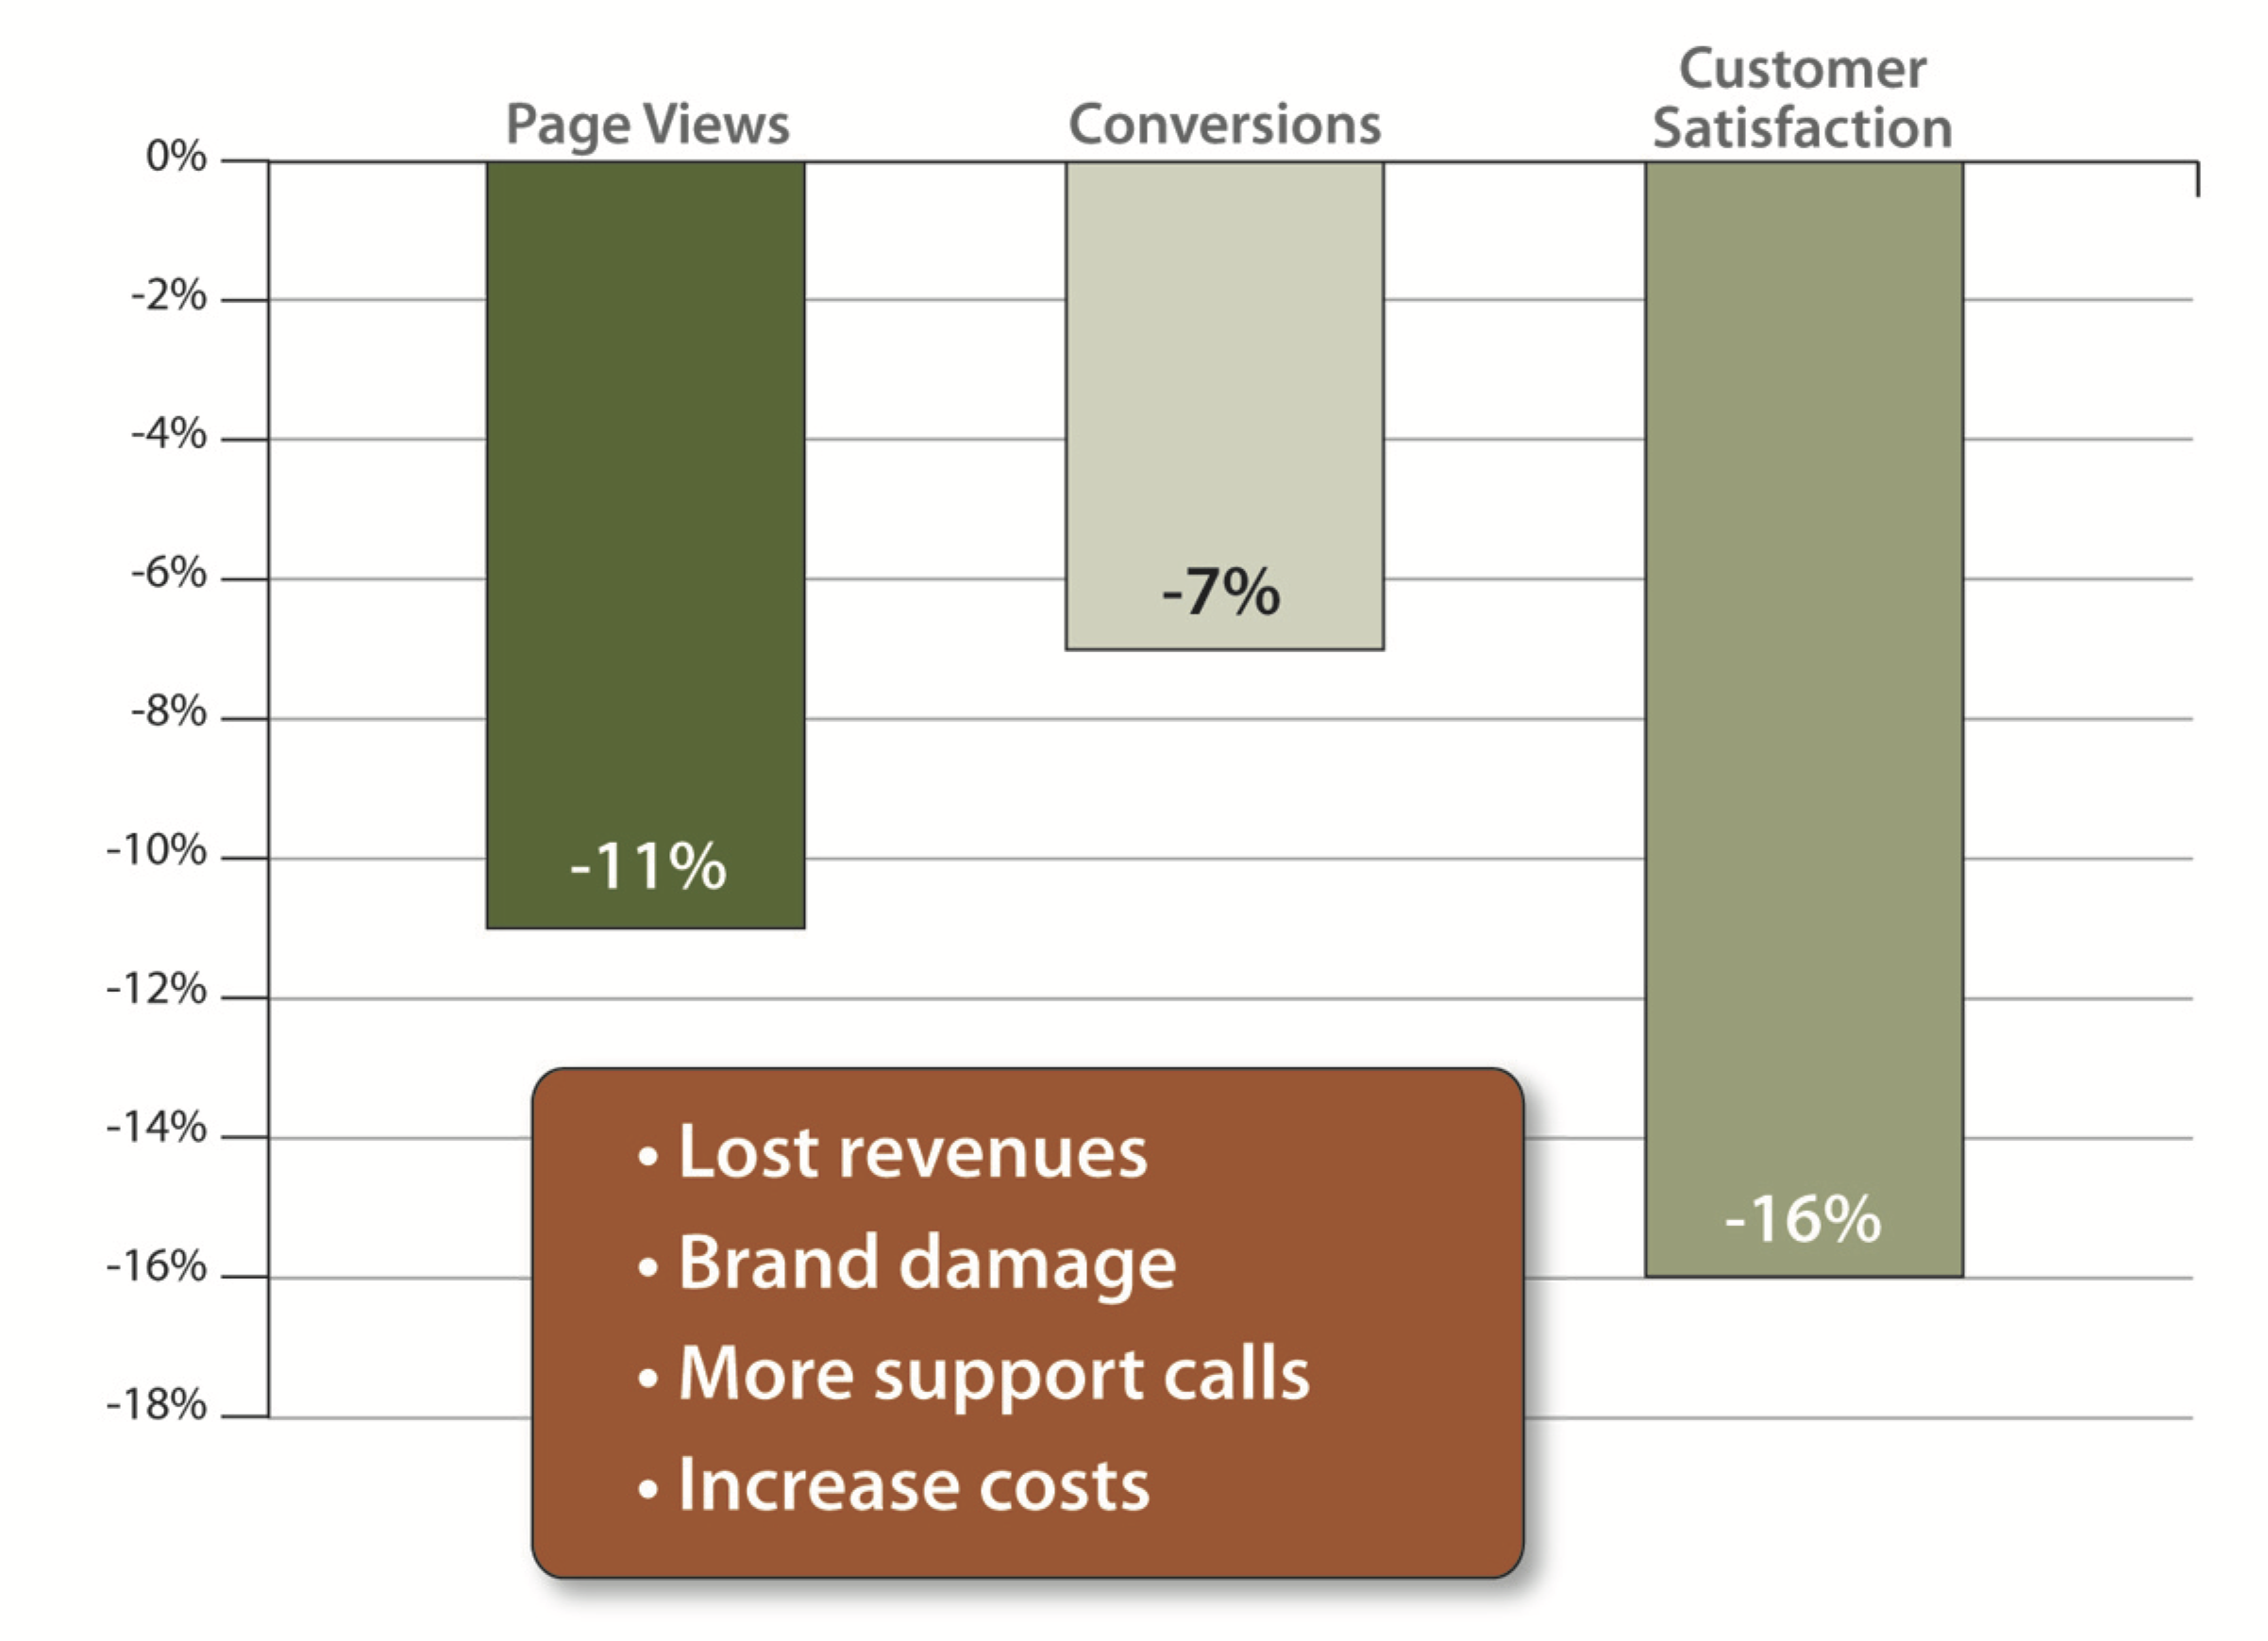 Page Views
Conversions
Customer
Satisfaction
0%
-2%
-4%
-6%
-8%
-10%
-12%
-14%
-16%
-18%
-11%
-7%
-16%
• Lost revenues
• Brand damage
• More support calls
• Increase costs